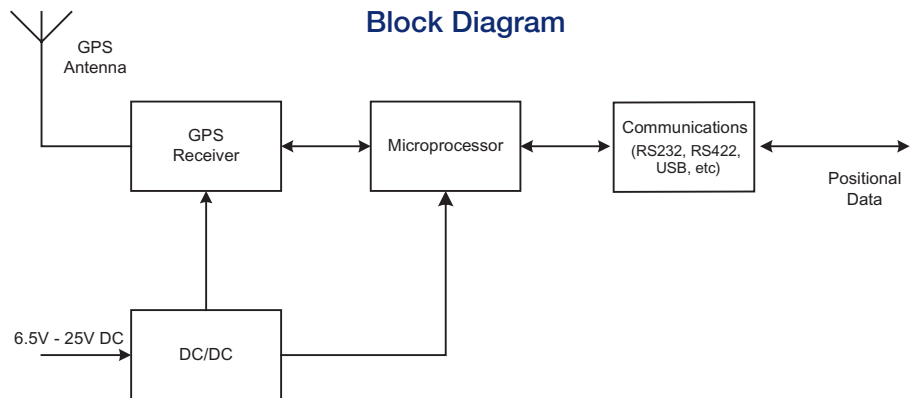 Block Diagram
GPS
Antenna
GPS
Receiver
Microprocessor
Communications
(RS232, RS422,
USB, etc)
Positional
Data
6.5V - 25V DC
DC/DC